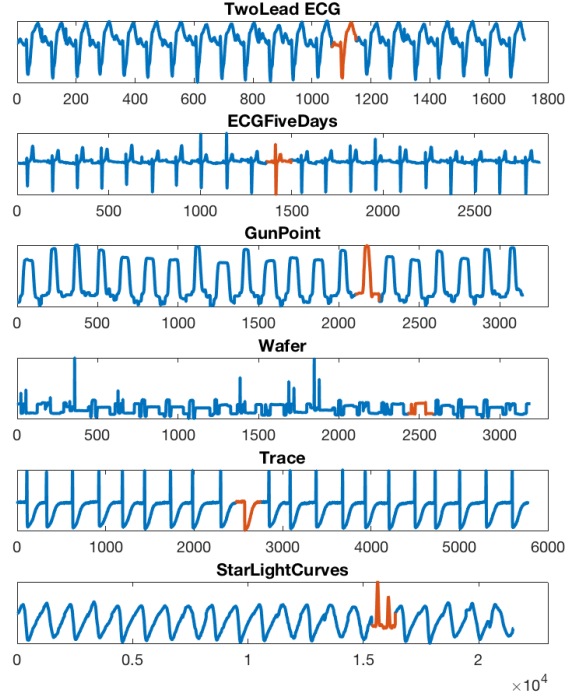 TwoLead ECG
0 200 400 600 800 1000 1200 1400 1600 1800
ECGFiveDays
0 500 1000 1500 2000 2500
GunPoint
0 500 1000 1500 2000 2500 3000
Wafer
0 500 1000 1500 2000 2500 3000
Trace
0 1000 2000 3000 4000 5000 6000
StarLightCurves
0 0.5 1 1.5 2
×10⁴